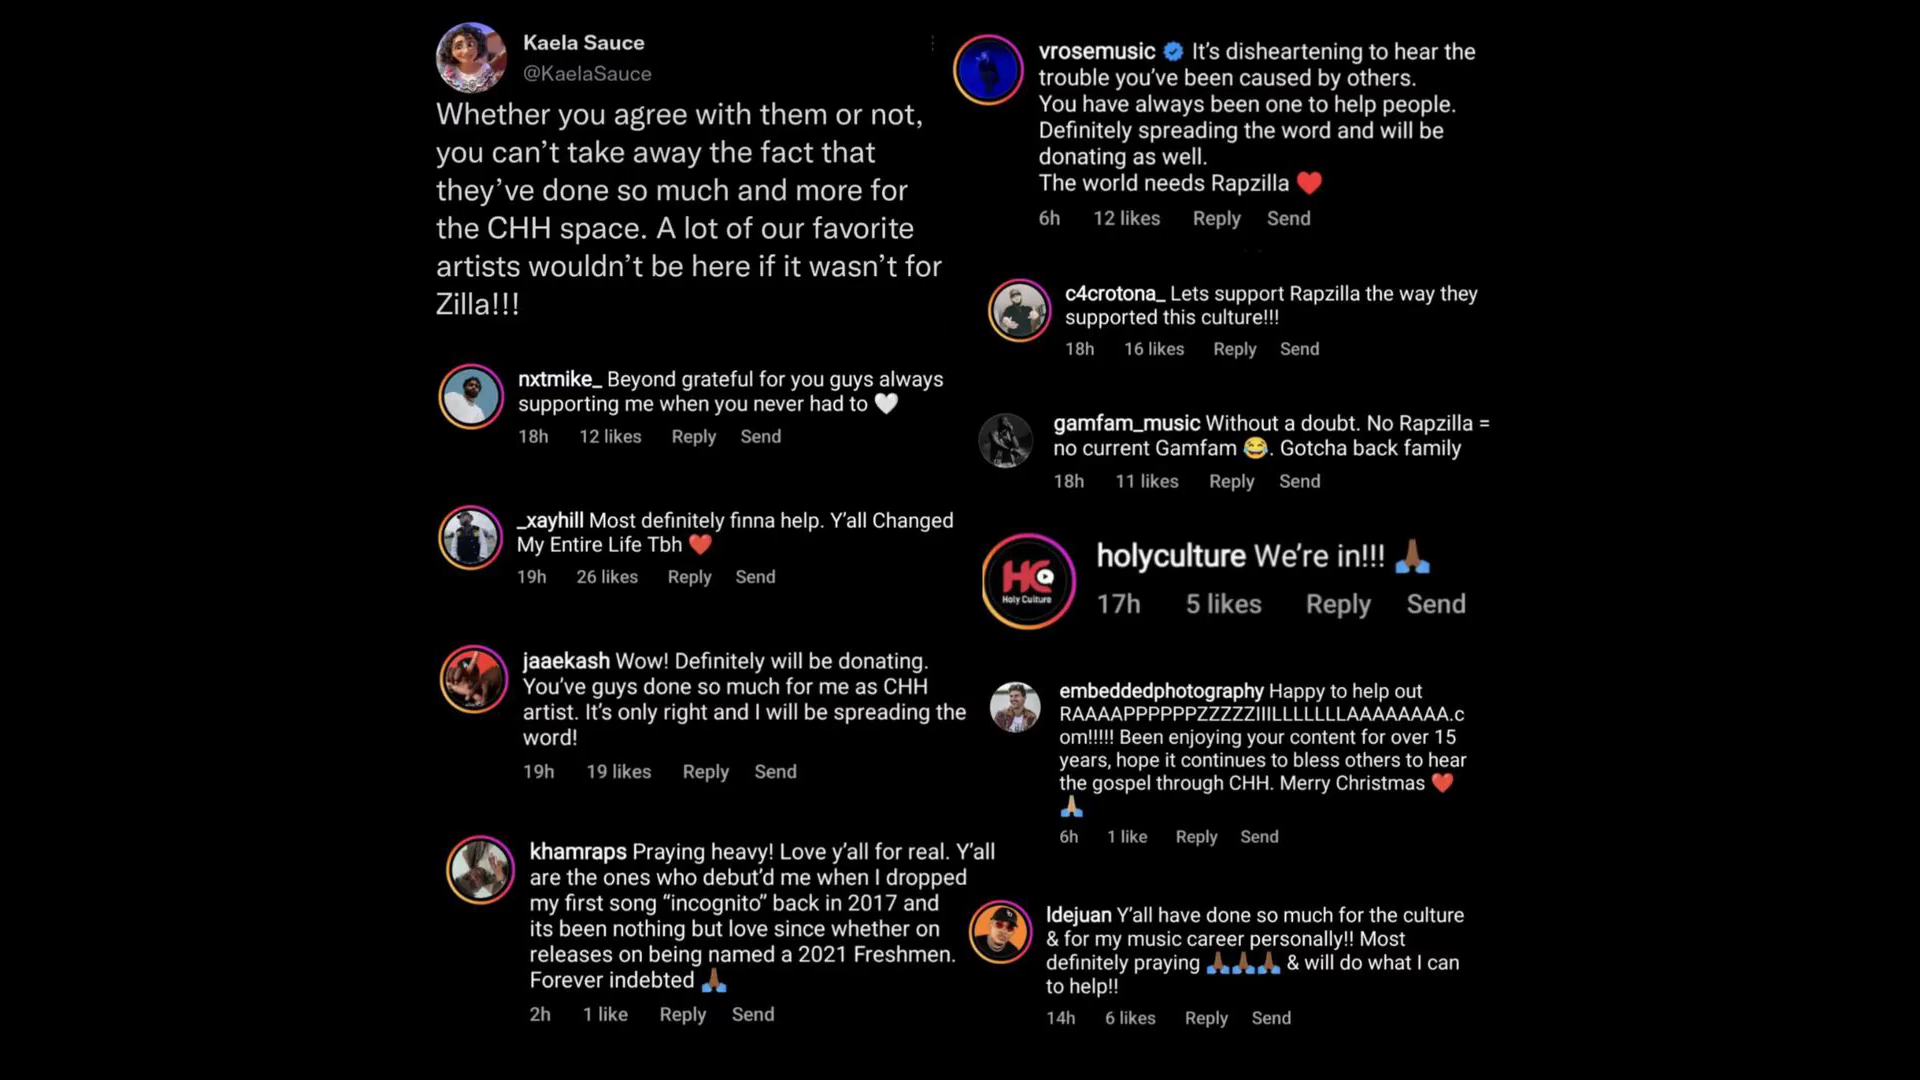 Kaela Sauce
@KaelaSauce
Whether you agree with them or not,
you can’t take away the fact that
they’ve done so much and more for
the CHH space. A lot of our favorite
artists wouldn’t be here if it wasn’t for
Zilla!!!
nxtmike_ Beyond grateful for you guys always
supporting me when you never had to 🤍
18h 12 likes Reply Send
_xayhill Most definitely finna help. Y’all Changed
My Entire Life Tbh ❤️
19h 26 likes Reply Send
jaaekash Wow! Definitely will be donating.
You’ve guys done so much for me as CHH
artist. It’s only right and I will be spreading the
word!
19h 19 likes Reply Send
khamraps Praying heavy! Love y’all for real. Y’all
are the ones who debut’d me when I dropped
my first song “incognito” back in 2017 and
its been nothing but love since whether on
releases on being named a 2021 Freshmen.
Forever indebted 🙏🏾
2h 1 like Reply Send
vrosemusic It’s disheartening to hear the
trouble you’ve been caused by others.
You have always been one to help people.
Definitely spreading the word and will be
donating as well.
The world needs Rapzilla ❤️
6h 12 likes Reply Send
c4crotona_ Lets support Rapzilla the way they
supported this culture!!!
18h 16 likes Reply Send
gamfam_music Without a doubt. No Rapzilla =
no current Gamfam 😂. Gotcha back family
18h 11 likes Reply Send
HC
Holy Culture
holyculture We’re in!!! 🙏🏾
17h 5 likes Reply Send
embeddedphotography Happy to help out
RAAAAPPPPPPZZZZZIIILLLLLLLAAAAAAAA.c
om!!!!! Been enjoying your content for over 15
years, hope it continues to bless others to hear
the gospel through CHH. Merry Christmas ❤️
🙏🏼
6h 1 like Reply Send
ldejuan Y’all have done so much for the culture
& for my music career personally!! Most
definitely praying 🙏🏾🙏🏾🙏🏾 & will do what I can
to help!!
14h 6 likes Reply Send